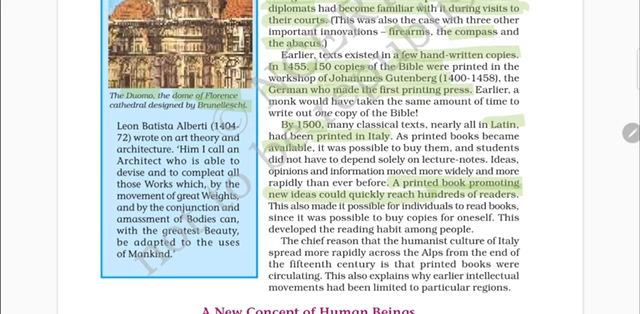 diplomats had become familiar with it during visits to
their courts. (This was also the case with three other
important innovations – firearms, the compass and
the abacus.)
Earlier, texts existed in a few hand-written copies.
In 1455, 150 copies of the Bible were printed in the
workshop of Johannnes Gutenberg (1400-1458), the
German who made the first printing press. Earlier, a
monk would have taken the same amount of time to
write out one copy of the Bible!
By 1500, many classical texts, nearly all in Latin,
had been printed in Italy. As printed books became
available, it was possible to buy them, and students
did not have to depend solely on lecture-notes. Ideas,
opinions and information moved more widely and more
rapidly than ever before. A printed book promoting
new ideas could quickly reach hundreds of readers.
This also made it possible for individuals to read books,
since it was possible to buy copies for oneself. This
developed the reading habit among people.
The chief reason that the humanist culture of Italy
spread more rapidly across the Alps from the end of
the fifteenth century is that printed books were
circulating. This also explains why earlier intellectual
movements had been limited to particular regions.
The Duomo, the dome of Florence
cathedral designed by Brunelleschi.
Leon Batista Alberti (1404-
72) wrote on art theory and
architecture. 'Him I call an
Architect who is able to
devise and to compleat all
those Works which, by the
movement of great Weights,
and by the conjunction and
amassment of Bodies can,
with the greatest Beauty,
be adapted to the uses
of Mankind.'
A New Concept of Human Beings